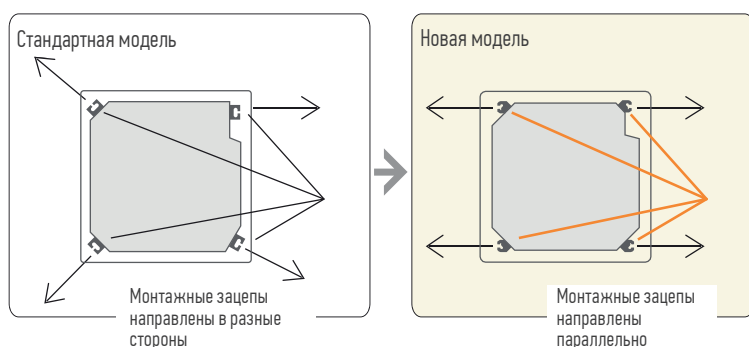 Стандартная модель
Новая модель
Монтажные зацепы
направлены в разные
стороны
Монтажные зацепы
направлены
параллельно